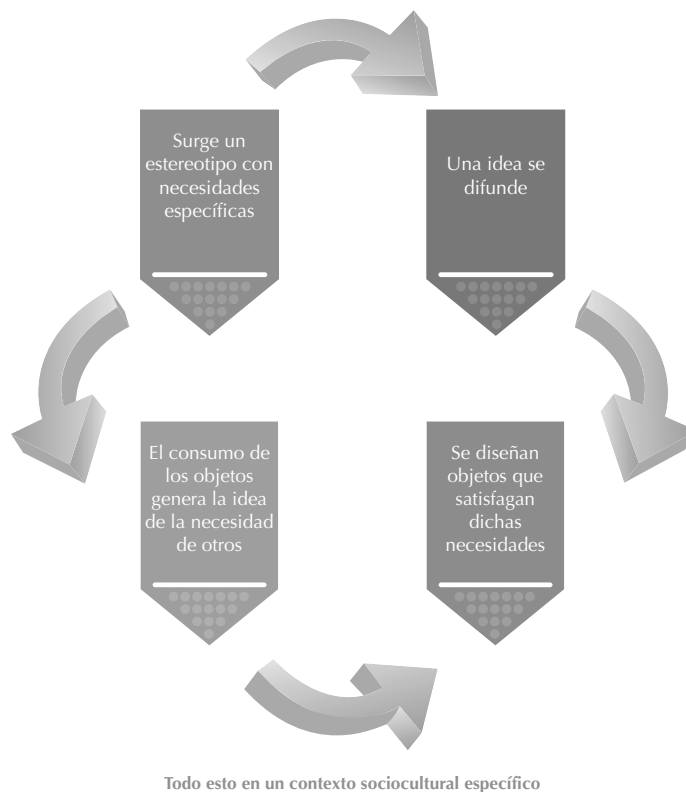 Surge un
estereotipo con
necesidades
específicas
Una idea se
difunde
El consumo de
los objetos
genera la idea
de la necesidad
de otros
Se diseñan
objetos que
satisfagan
dichas
necesidades
Todo esto en un contexto sociocultural específico